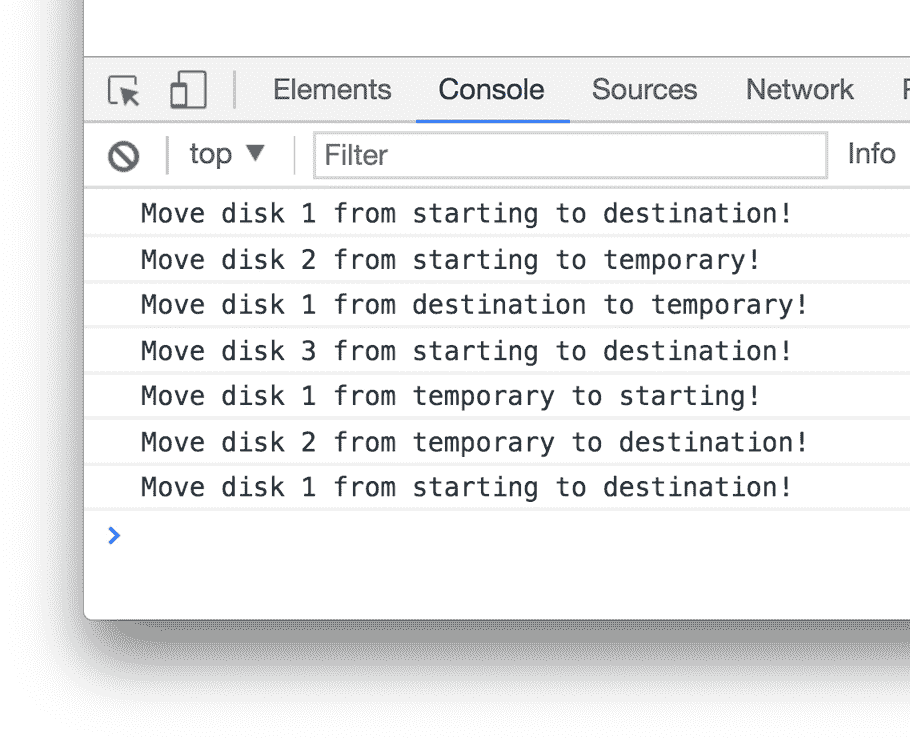 Elements Console Sources Network
top ▼ Filter Info
Move disk 1 from starting to destination!
Move disk 2 from starting to temporary!
Move disk 1 from destination to temporary!
Move disk 3 from starting to destination!
Move disk 1 from temporary to starting!
Move disk 2 from temporary to destination!
Move disk 1 from starting to destination!